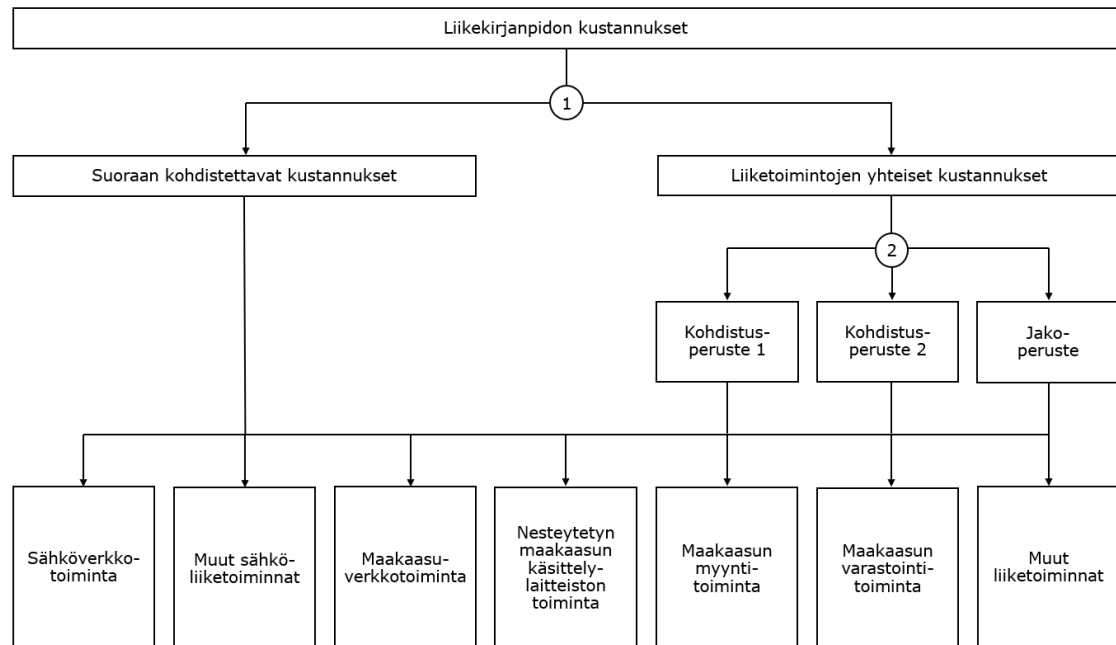 Liikekirjanpidon kustannukset
1
Suoraan kohdistettavat kustannukset
Liiketoimintojen yhteiset kustannukset
2
Kohdistus-
peruste 1
Kohdistus-
peruste 2
Jako-
peruste
Sähköverkko-
toiminta
Muut sähkö-
liiketoiminnat
Maakaasu-
verkkotoiminta
Nesteytetyn
maakaasun
käsittely-
laitteiston
toiminta
Maakaasun
myynti-
toiminta
Maakaasun
varastointi-
toiminta
Muut
liiketoiminnat